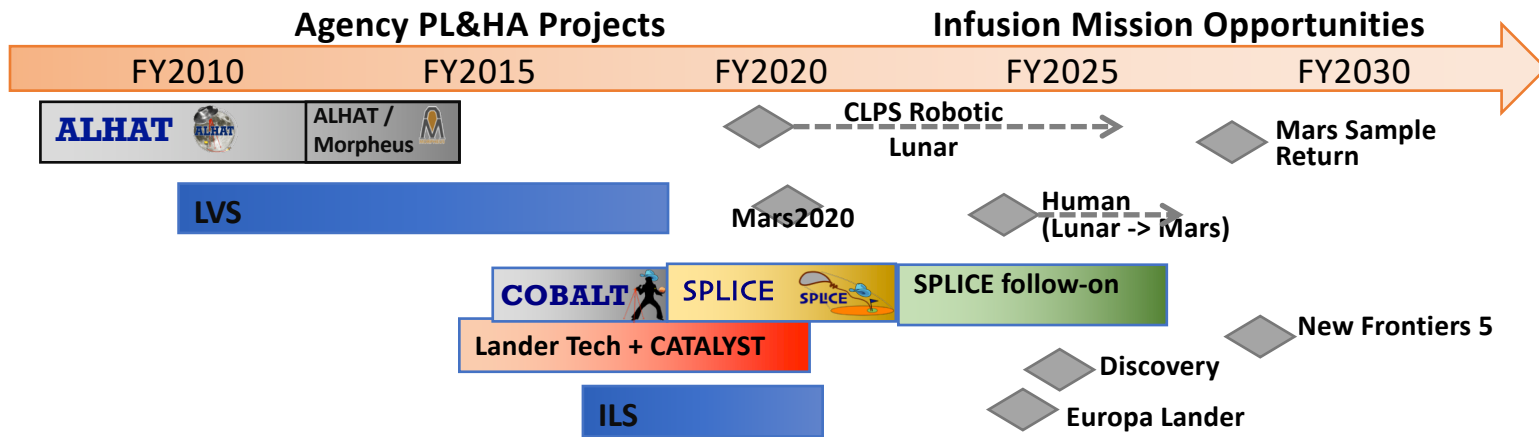 Agency PL&HA Projects
Infusion Mission Opportunities
FY2010
FY2015
FY2020
FY2025
FY2030
ALHAT
ALHAT
ALHAT /
Morpheus
CLPS Robotic
Lunar
Mars Sample
Return
LVS
Mars2020
Human
(Lunar -> Mars)
COBALT
SPLICE
SPLICE
SPLICE follow-on
Lander Tech + CATALYST
New Frontiers 5
Discovery
ILS
Europa Lander